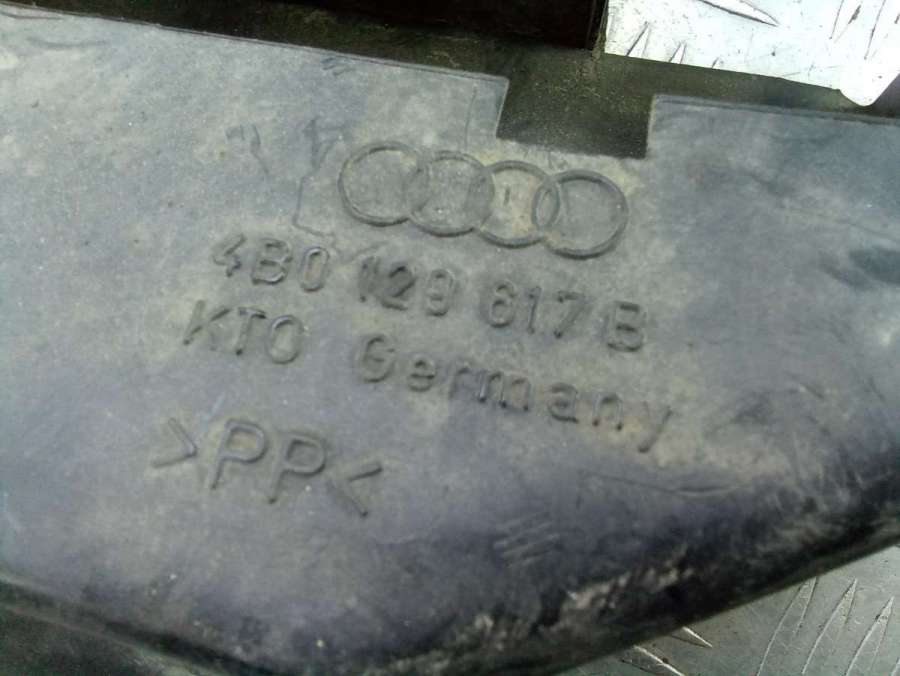 4B0 129 617 B
KTO Germany
>PP<